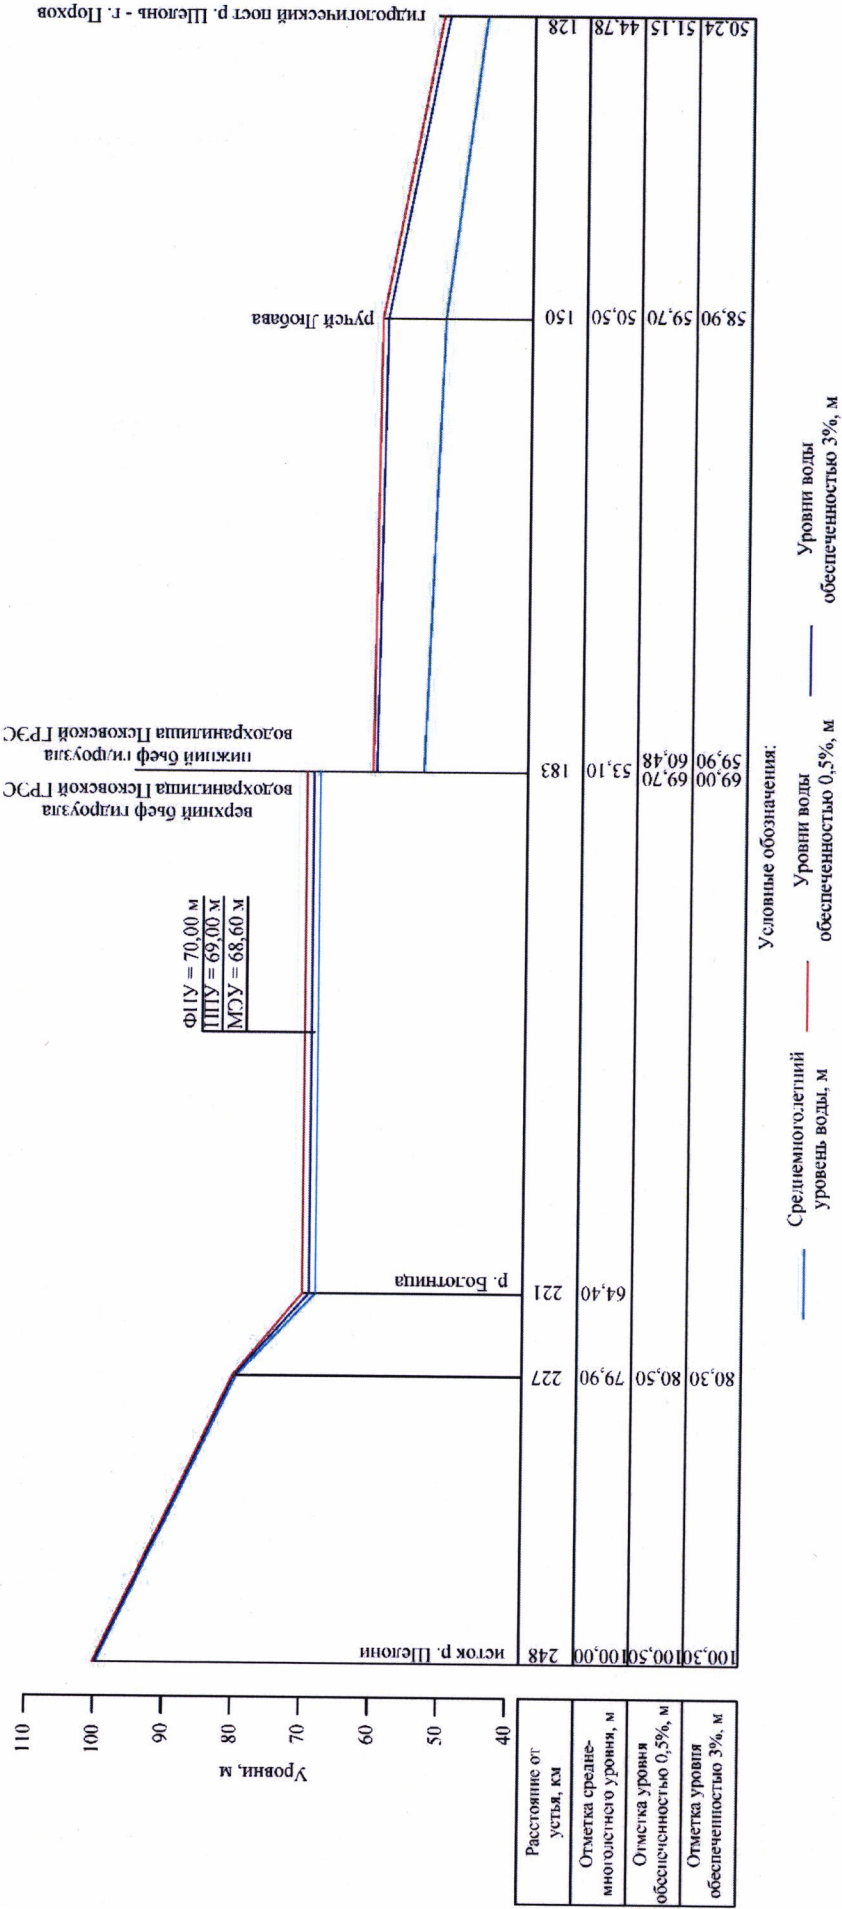 110
100
90
80
70
60
50
40
Уровни, м
исток р. Шелони
р. Болотница
ФПУ = 70,00 м
НПУ = 69,00 м
МЭУ = 68,60 м
верхний бьеф гидроузла
водохранилища Псковской ГРЭС
нижний бьеф гидроузла
водохранилища Псковской ГРЭС
ручей Любава
гидрологический пост р. Шелонь - г. Порхов
Расстояние от
устья, км
248
227
221
183
150
128
Отметка средне-
многолетнего уровня, м
100,00
79,90
64,40
53,10
50,50
44,78
Отметка уровня
обеспеченностью 0,5%, м
100,50
80,50
69,70
60,48
59,70
51.15
Отметка уровня
обеспеченностью 3%, м
100,30
80,30
69,00
59,90
58,90
50,24
Условные обозначения:
Среднемноголетний
уровень воды, м
Уровни воды
обеспеченностью 0,5%, м
Уровни воды
обеспеченностью 3%, м